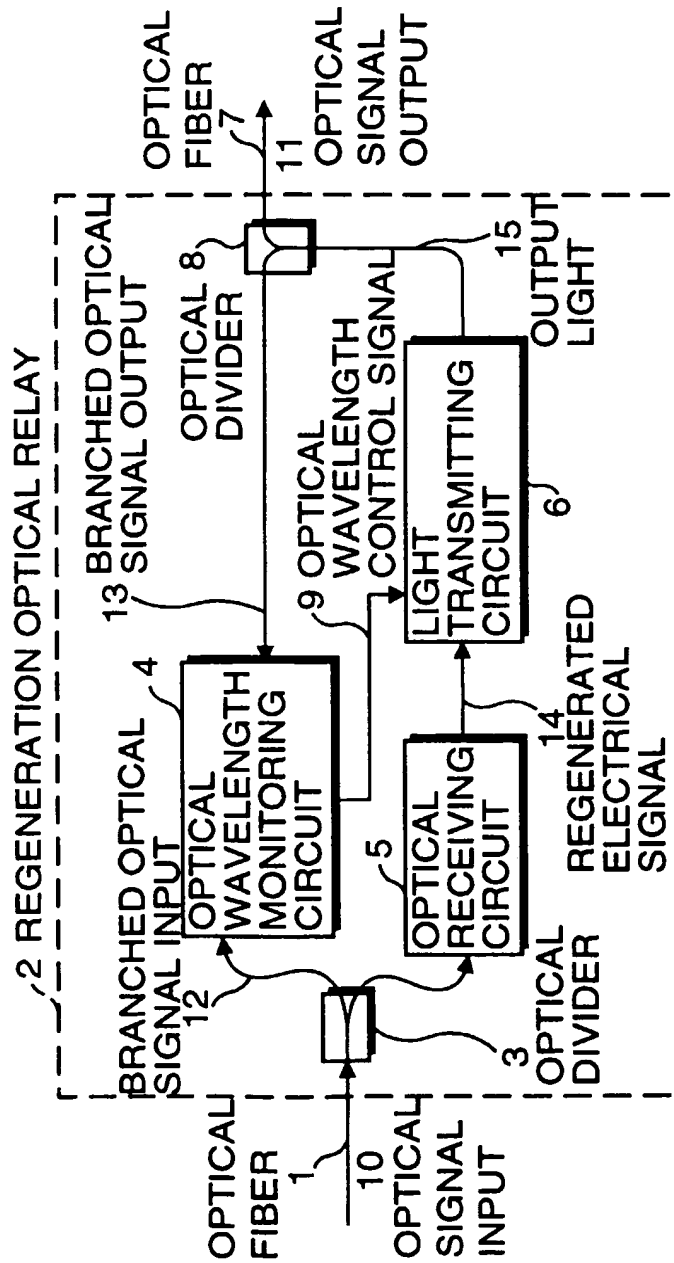 2 REGENERATION OPTICAL RELAY
OPTICAL
FIBER
1
10
OPTICAL
SIGNAL
INPUT
BRANCHED OPTICAL
SIGNAL INPUT
12
3
OPTICAL
DIVIDER
4
OPTICAL
WAVELENGTH
MONITORING
CIRCUIT
5
OPTICAL
RECEIVING
CIRCUIT
14
REGENERATED
ELECTRICAL
SIGNAL
13
BRANCHED OPTICAL
SIGNAL OUTPUT
9 OPTICAL
WAVELENGTH
CONTROL SIGNAL
LIGHT
TRANSMITTING
CIRCUIT
6
OPTICAL 8
DIVIDER
15
OUTPUT
LIGHT
OPTICAL
FIBER
7
11
OPTICAL
SIGNAL
OUTPUT